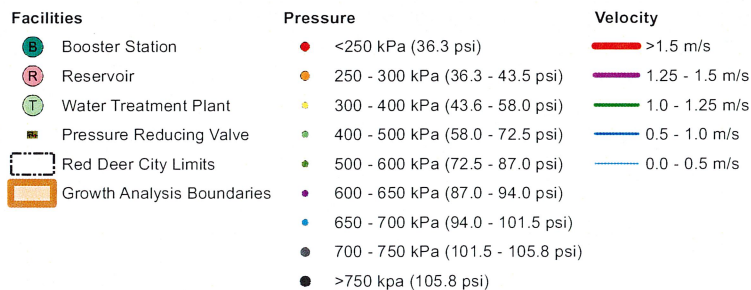 Facilities
B Booster Station
R Reservoir
T Water Treatment Plant
Pressure Reducing Valve
Red Deer City Limits
Growth Analysis Boundaries
Pressure
<250 kPa (36.3 psi)
250 - 300 kPa (36.3 - 43.5 psi)
300 - 400 kPa (43.6 - 58.0 psi)
400 - 500 kPa (58.0 - 72.5 psi)
500 - 600 kPa (72.5 - 87.0 psi)
600 - 650 kPa (87.0 - 94.0 psi)
650 - 700 kPa (94.0 - 101.5 psi)
700 - 750 kPa (101.5 - 105.8 psi)
>750 kpa (105.8 psi)
Velocity
>1.5 m/s
1.25 - 1.5 m/s
1.0 - 1.25 m/s
0.5 - 1.0 m/s
0.0 - 0.5 m/s